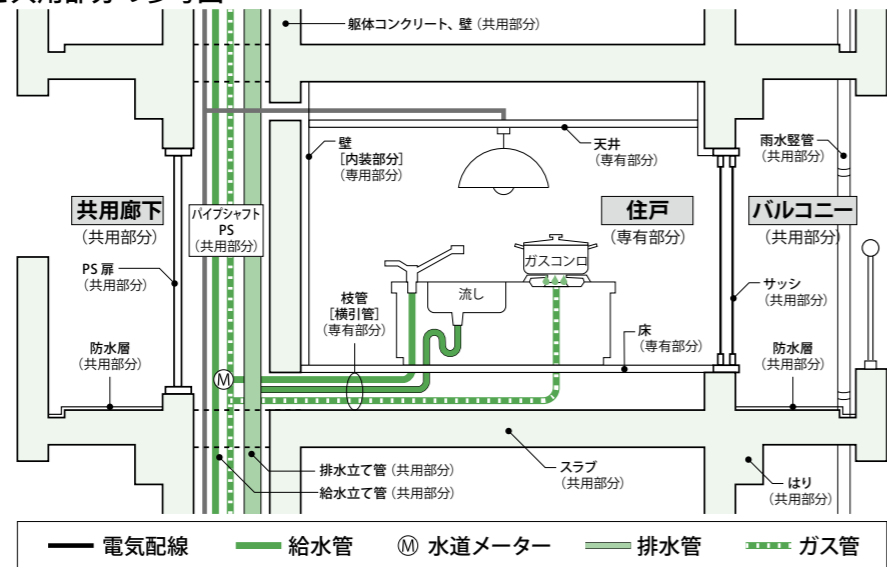 躯体コンクリート、壁（共用部分）
壁
［内装部分］
（専用部分）
天井
（専有部分）
雨水竪管
（共用部分）
共用廊下
（共用部分）
パイプシャフト
PS
（共用部分）
住戸
（専有部分）
バルコニー
（共用部分）
PS 扉
（共用部分）
ガスコンロ
流し
サッシ
（共用部分）
枝管
［横引管］
（専有部分）
床
（専有部分）
防水層
（共用部分）
防水層
（共用部分）
M
排水立て管（共用部分）
給水立て管（共用部分）
スラブ
（共用部分）
はり
（共用部分）
電気配線
給水管
Ⓜ 水道メーター
排水管
ガス管